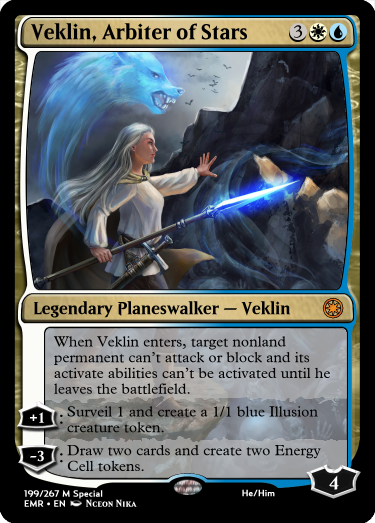 Veklin, Arbiter of Stars 3
Legendary Planeswalker — Veklin
When Veklin enters, target nonland
permanent can't attack or block and its
activate abilities can't be activated until he
leaves the battlefield.
+1: Surveil 1 and create a 1/1 blue Illusion
creature token.
-3: Draw two cards and create two Energy
Cell tokens.
4
199/267 M Special He/Him
EMR • EN Nceon Nika